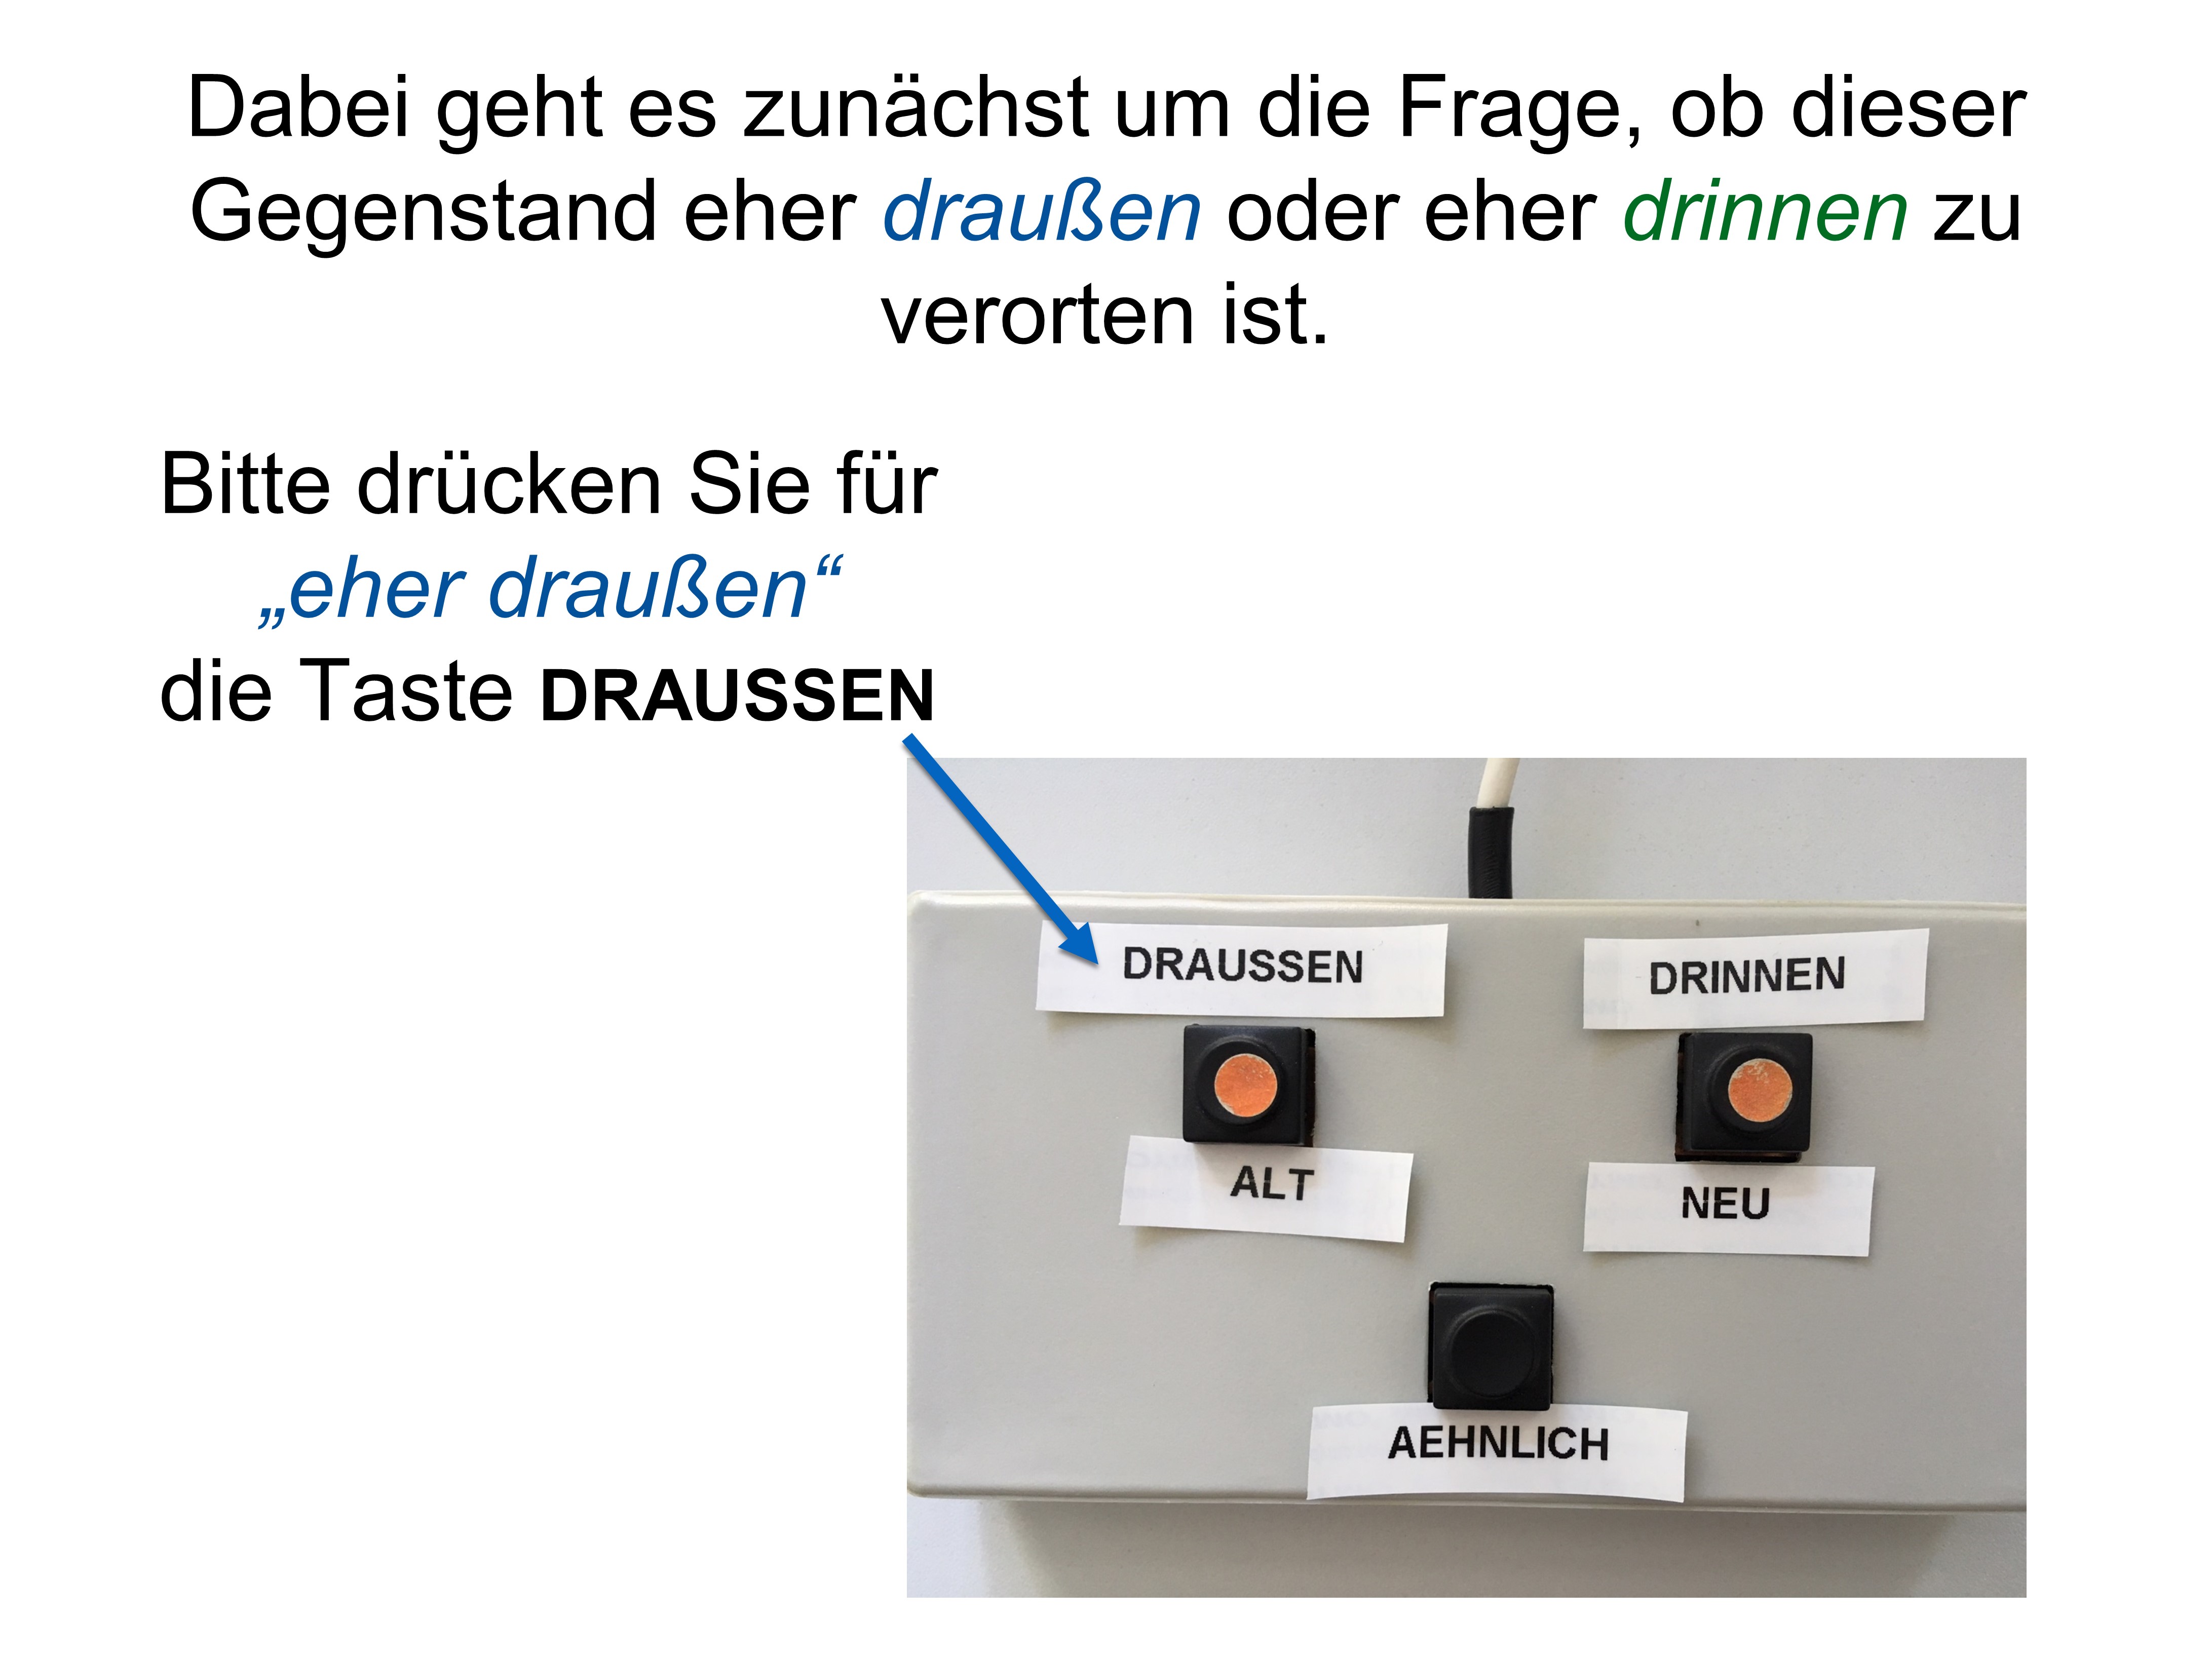 Dabei geht es zunächst um die Frage, ob dieser
Gegenstand eher draußen oder eher drinnen zu
verorten ist.
Bitte drücken Sie für
„eher draußen“
die Taste DRAUSSEN
DRAUSSEN
DRINNEN
ALT
NEU
AEHNLICH